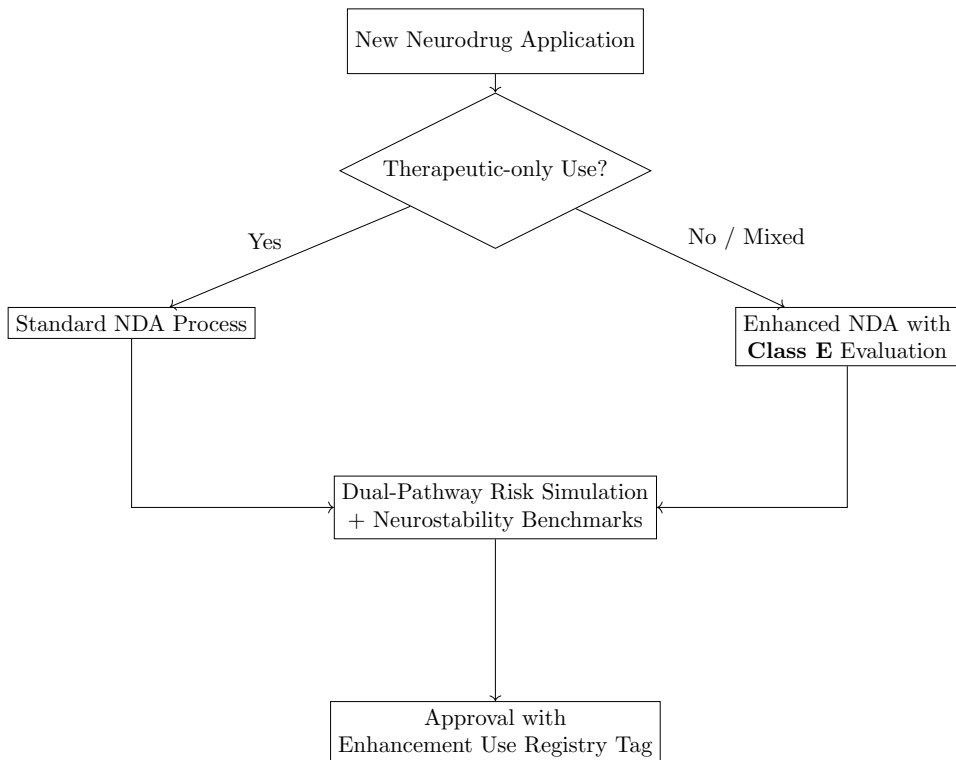 New Neurodrug Application
Therapeutic-only Use?
Yes
No / Mixed
Standard NDA Process
Enhanced NDA with
Class E Evaluation
Dual-Pathway Risk Simulation
+ Neurostability Benchmarks
Approval with
Enhancement Use Registry Tag